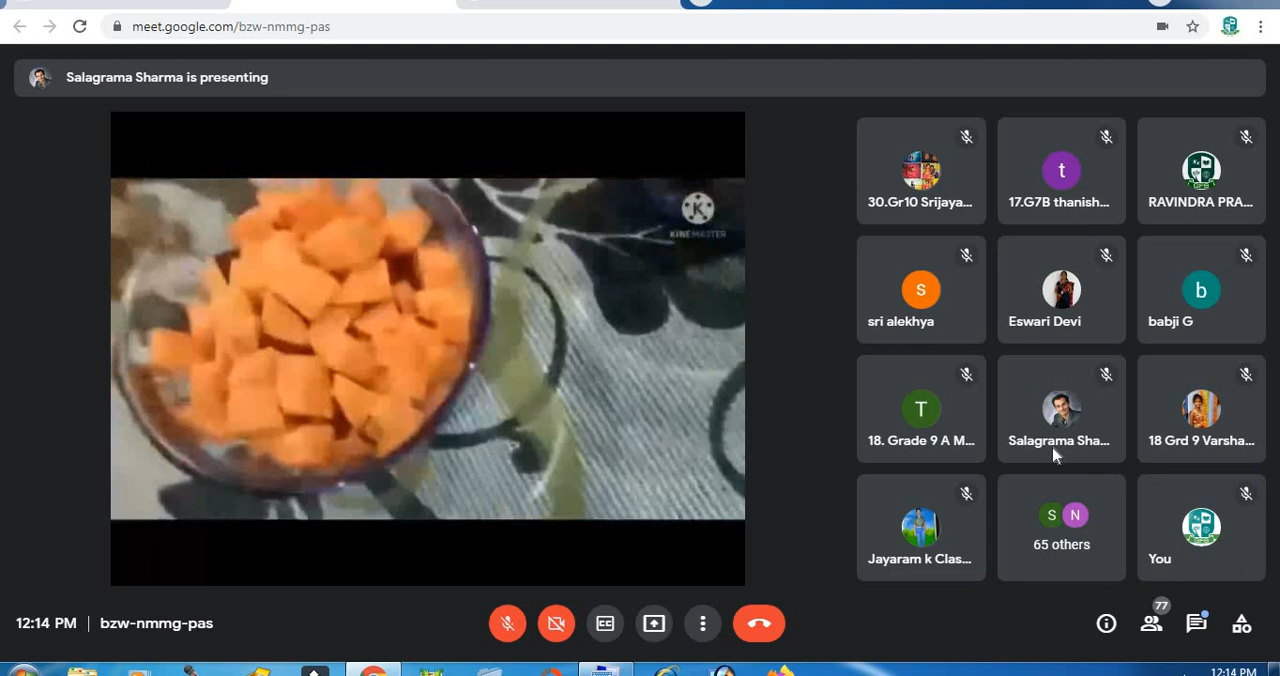 meet.google.com/bzw-nmmg-pas
Salagrama Sharma is presenting
KINEMASTER
30.Gr10 Srijaya...
t
17.G7B thanish...
RAVINDRA PRA...
s
sri alekhya
Eswari Devi
b
babji G
T
18. Grade 9 A M...
Salagrama Sha...
18 Grd 9 Varsha...
Jayaram k Clas...
S N
65 others
You
12:14 PM | bzw-nmmg-pas
CC
77
12:14 PM